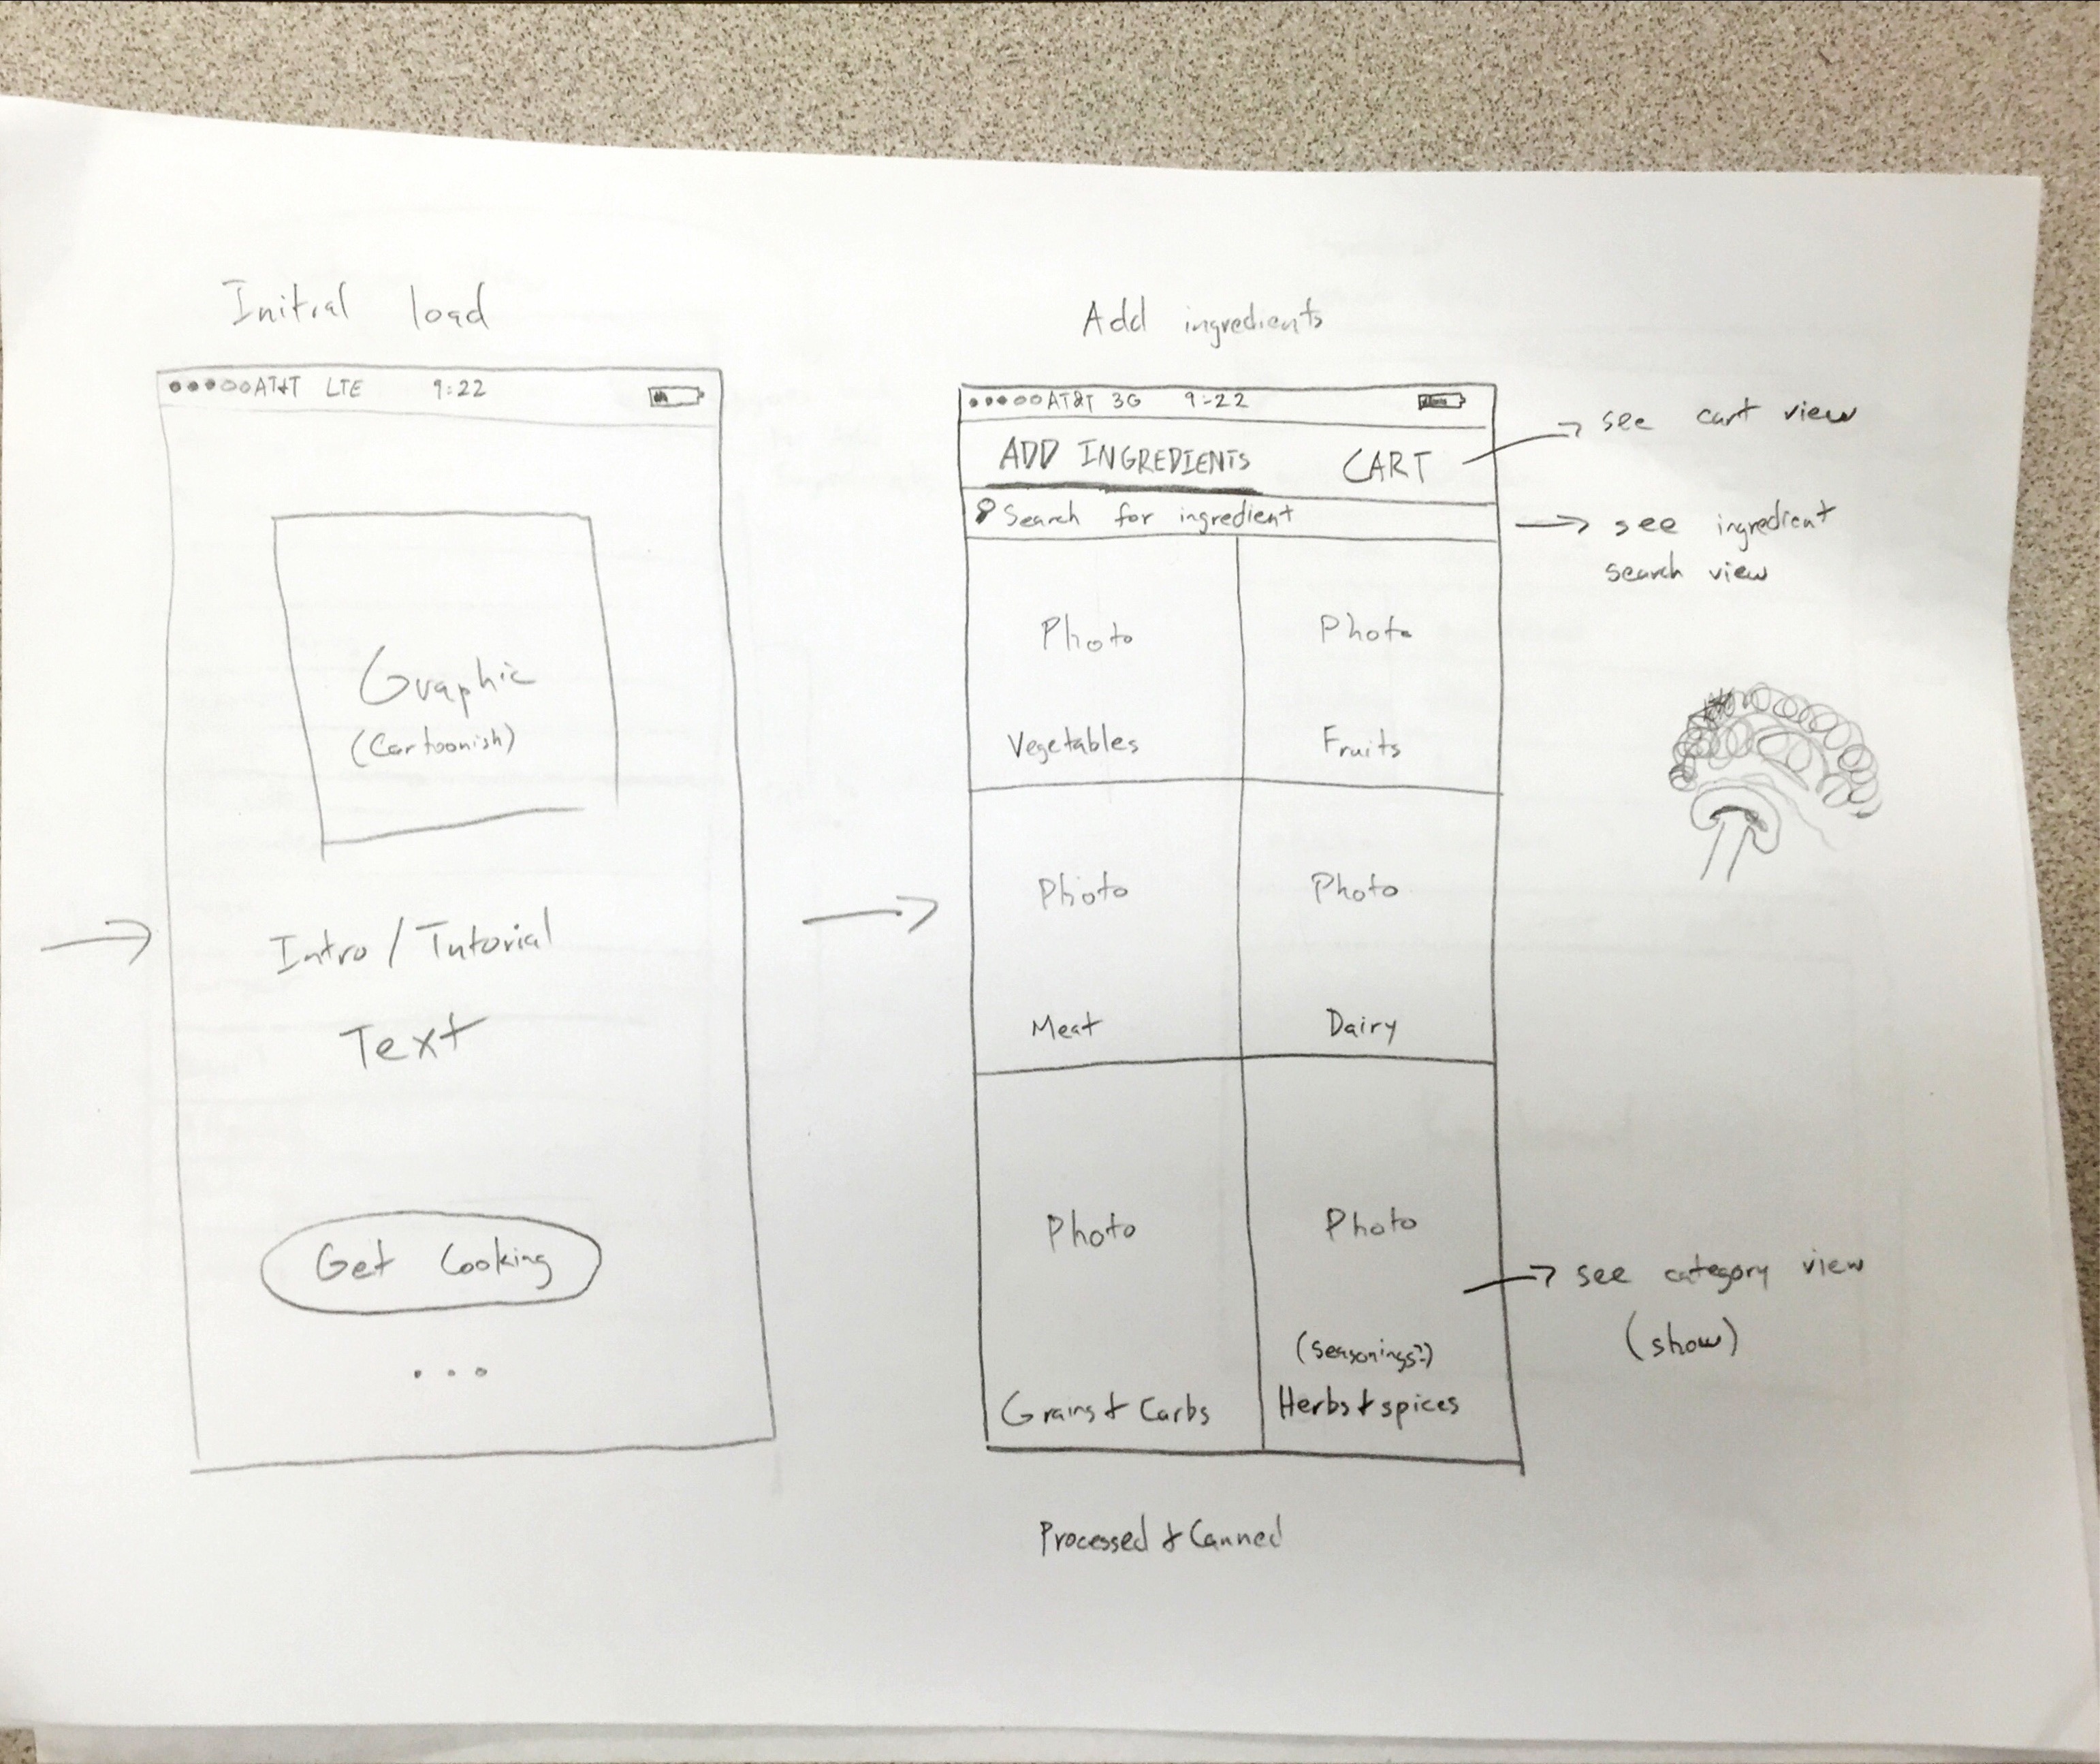 Initial load
AT&T LTE 9:22
Graphic
(Cartoonish)
Intro / Tutorial
Text
Get Cooking
...
Add ingredients
AT&T 3G 9:22
ADD INGREDIENTS CART
Search for ingredient
Photo Photo
Vegetables Fruits
Photo Photo
Meat Dairy
Photo Photo
(seasonings?)
Grains & Carbs Herbs & spices
Processed & Canned
see cart view
see ingredient
search view
see category view
(show)